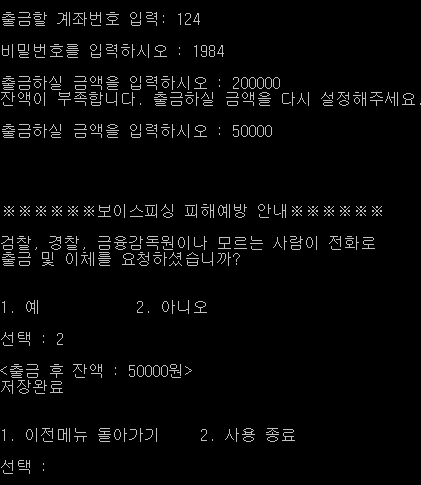 출금할 계좌번호 입력: 124
비밀번호를 입력하시오 : 1984
출금하실 금액을 입력하시오 : 200000
잔액이 부족합니다. 출금하실 금액을 다시 설정해주세요.
출금하실 금액을 입력하시오 : 50000
※※※※※※보이스피싱 피해예방 안내※※※※※※
검찰, 경찰, 금융감독원이나 모르는 사람이 전화로
출금 및 이체를 요청하셨습니까?
1. 예 2. 아니오
선택 : 2
<출금 후 잔액 : 50000원>
저장완료
1. 이전메뉴 돌아가기 2. 사용 종료
선택 :